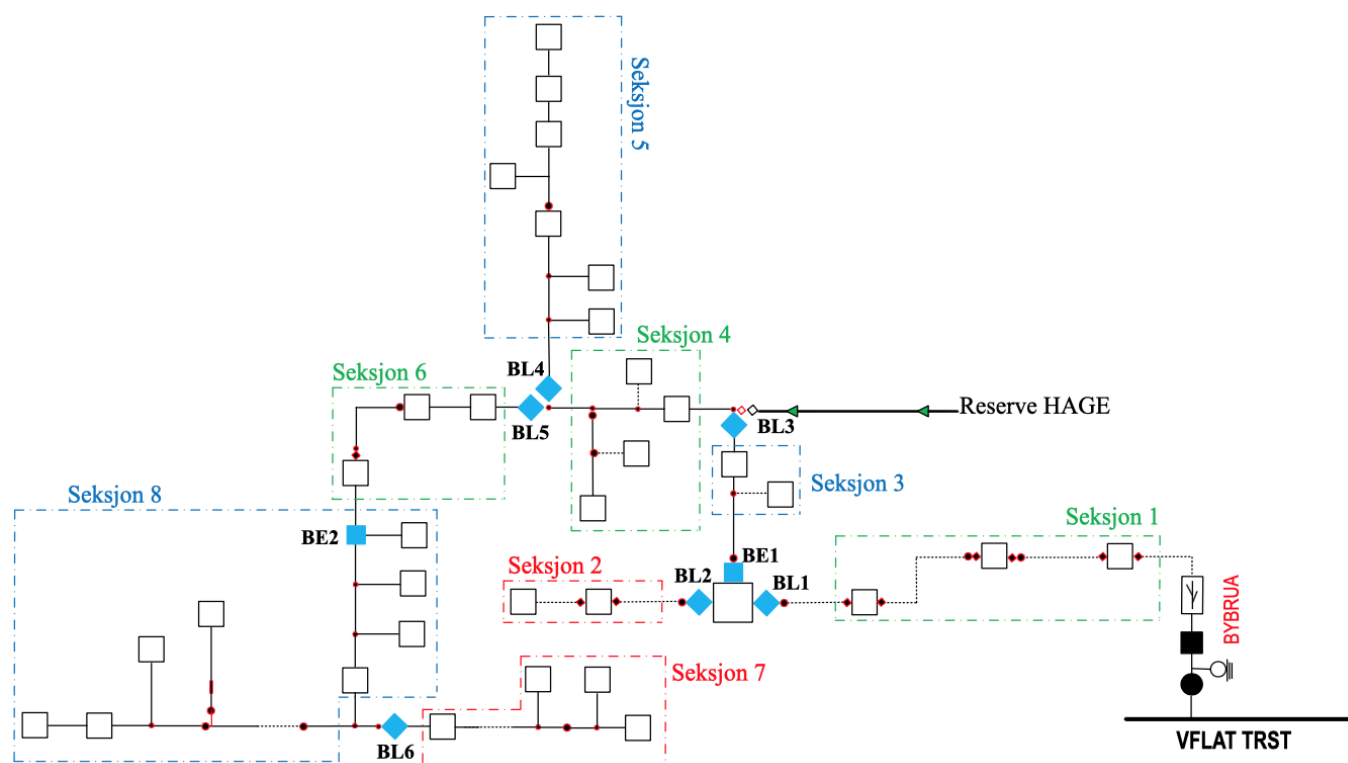 Seksjon 5
Seksjon 4
BL4
Seksjon 6
BL5
Reserve HAGE
BL3
Seksjon 3
Seksjon 8
Seksjon 1
BE2
BE1
Seksjon 2
BL2
BL1
BYBRUA
Seksjon 7
BL6
VFLAT TRST